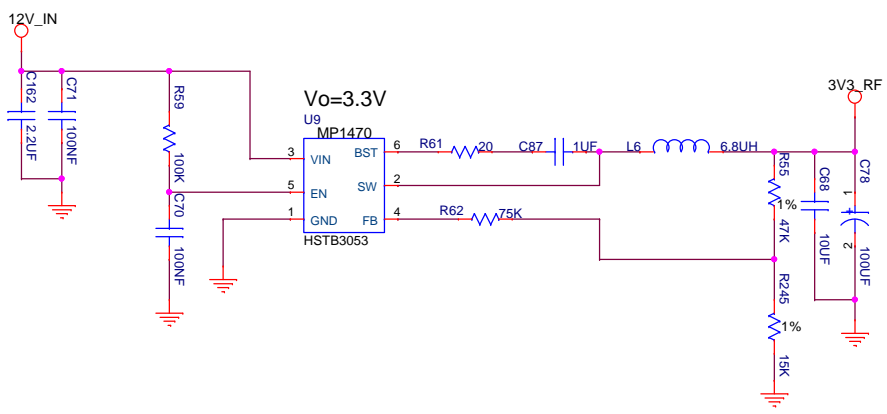 12V_IN
C162
2.2UF
C71
100NF
R59
100K
C70
100NF
Vo=3.3V
U9
MP1470
3
VIN
5
EN
1
GND
BST
6
SW
2
FB
4
HSTB3053
R61
20
C87
1UF
L6
6.8UH
R62
75K
3V3_RF
R55
1%
47K
C68
10UF
C78
1
2
100UF
R245
1%
15K